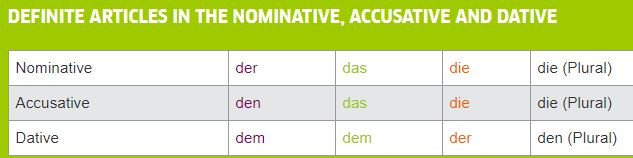 DEFINITE ARTICLES IN THE NOMINATIVE, ACCUSATIVE AND DATIVE
Nominative der das die die (Plural)
Accusative den das die die (Plural)
Dative dem dem der den (Plural)